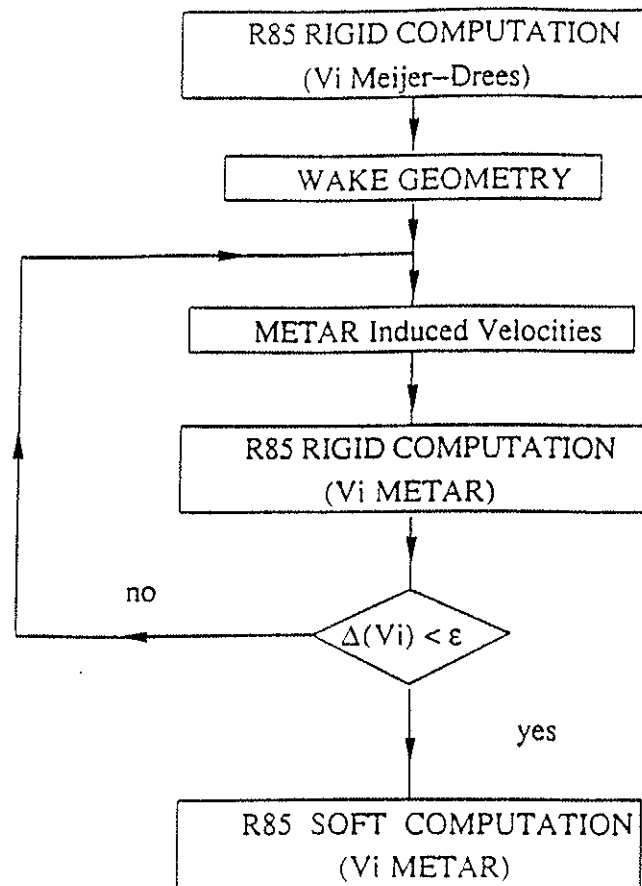 R85 RIGID COMPUTATION
(Vi Meijer–Drees)
WAKE GEOMETRY
METAR Induced Velocities
R85 RIGID COMPUTATION
(Vi METAR)
no
Δ(Vi) < ε
yes
R85 SOFT COMPUTATION
(Vi METAR)